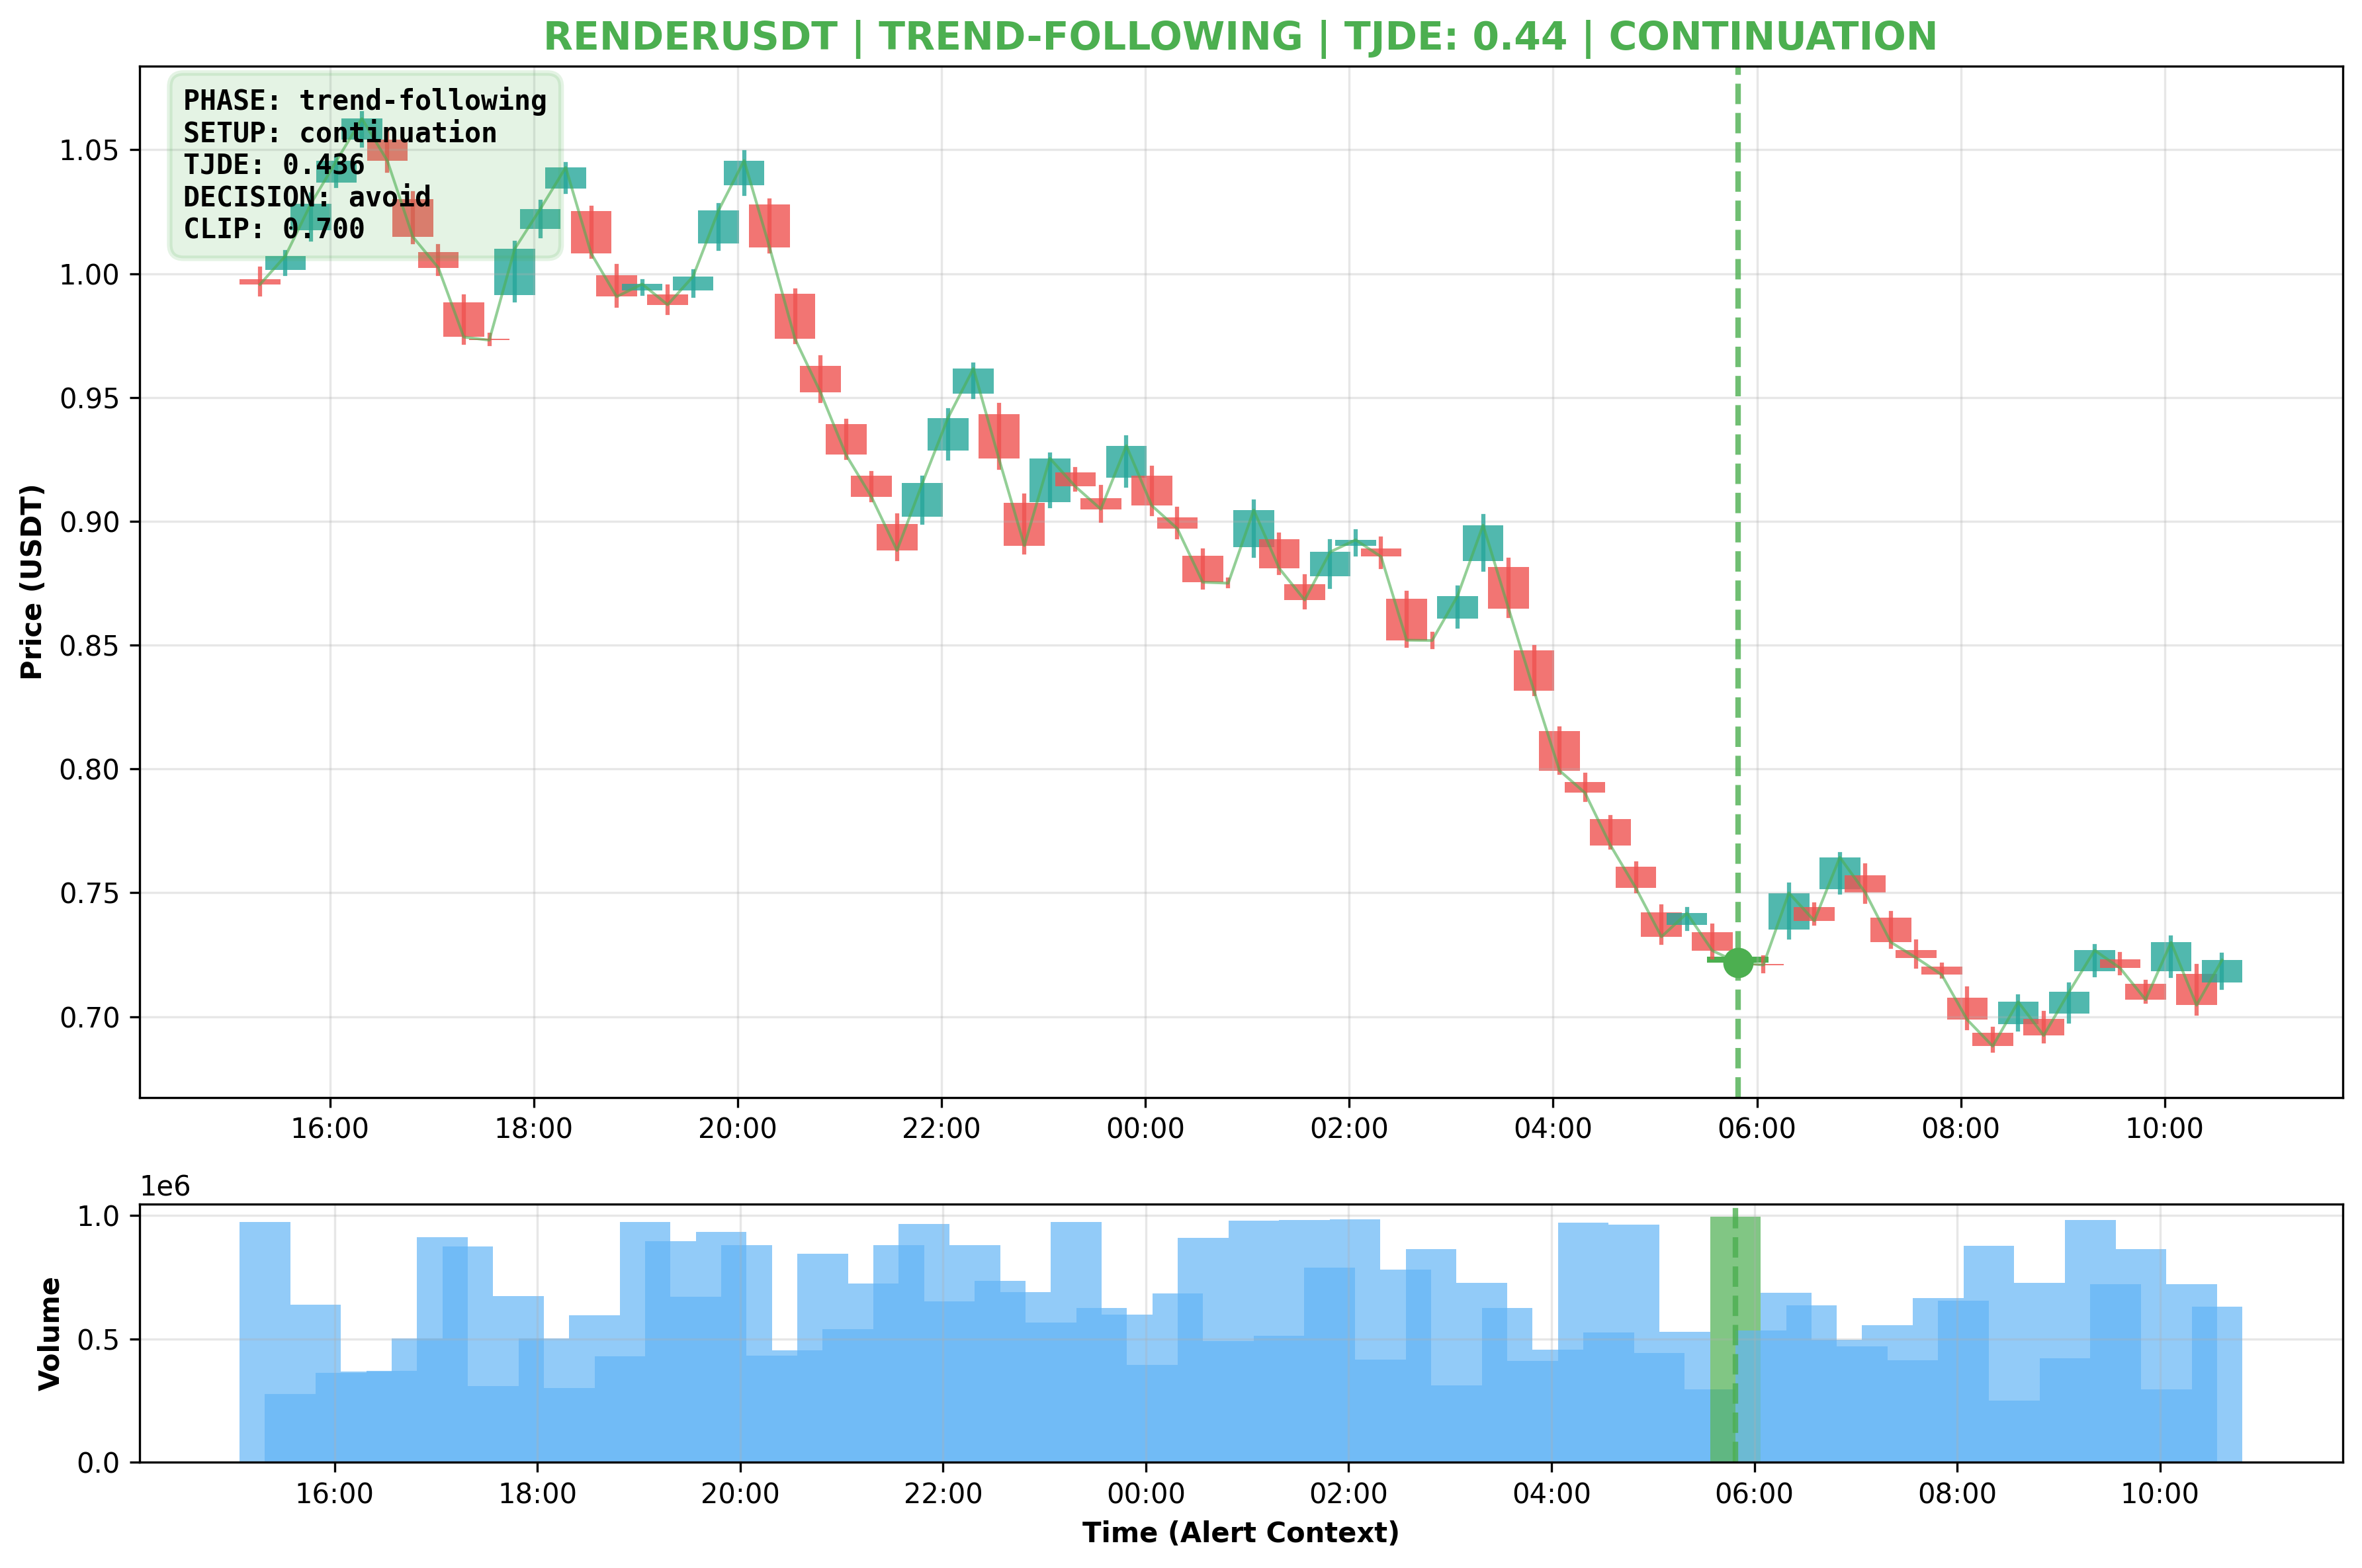 RENDERUSDT | TREND-FOLLOWING | TJDE: 0.44 | CONTINUATION
PHASE: trend-following
SETUP: continuation
TJDE: 0.436
DECISION: avoid
CLIP: 0.700
Price (USDT)
1.05
1.00
0.95
0.90
0.85
0.80
0.75
0.70
16:00 18:00 20:00 22:00 00:00 02:00 04:00 06:00 08:00 10:00
1e6
Volume
1.0
0.5
0.0
16:00 18:00 20:00 22:00 00:00 02:00 04:00 06:00 08:00 10:00
Time (Alert Context)